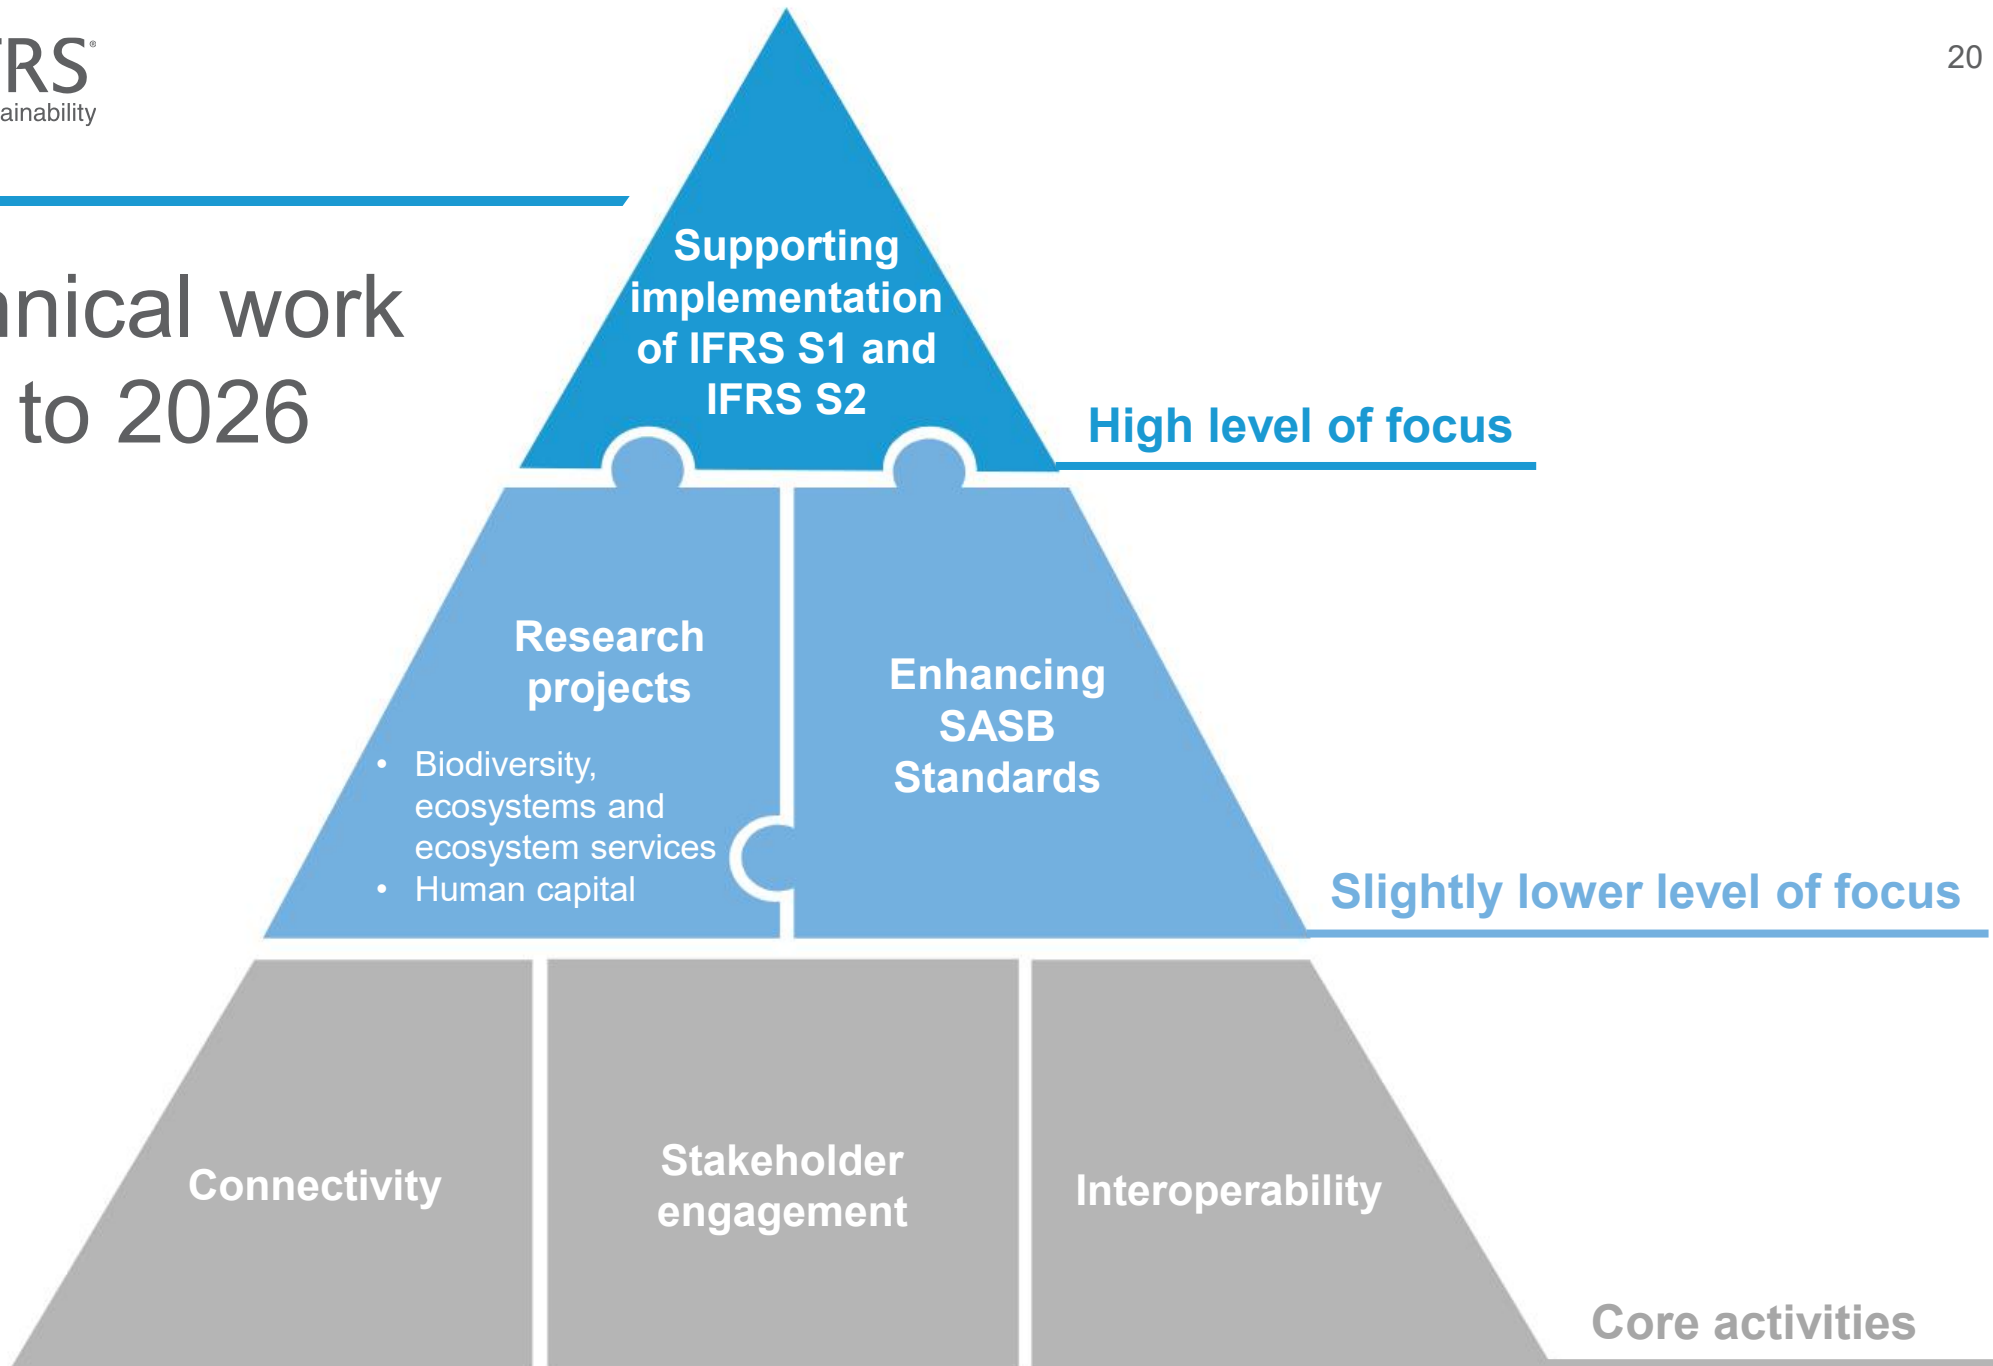 FRS®
ainability
20
hnical work
to 2026
Supporting
implementation
of IFRS S1 and
IFRS S2
High level of focus
Research
projects
• Biodiversity,
ecosystems and
ecosystem services
• Human capital
Enhancing
SASB
Standards
Slightly lower level of focus
Connectivity
Stakeholder
engagement
Interoperability
Core activities